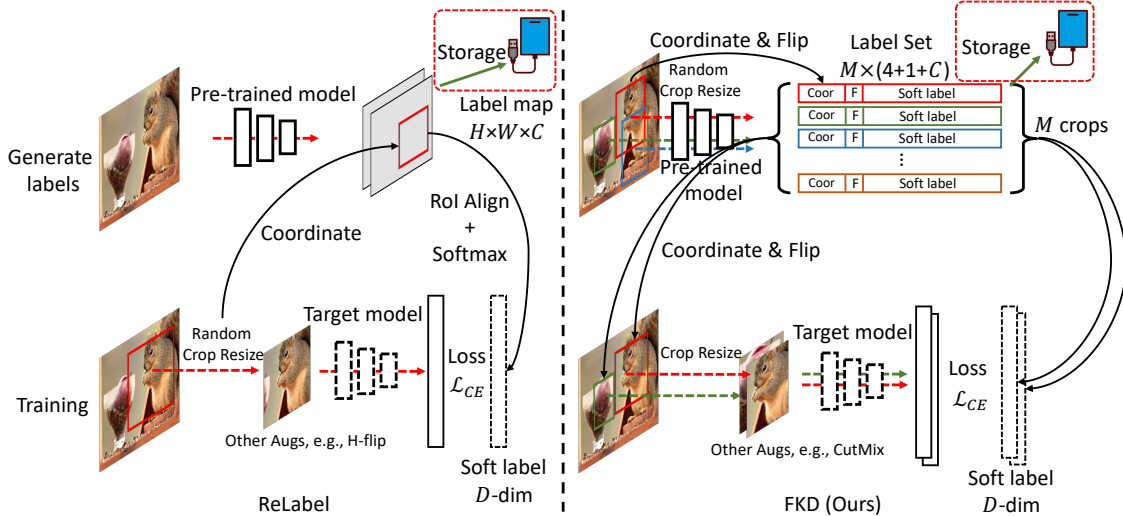 Storage
Pre-trained model
Label map
H×W×C
Generate
labels
RoI Align
+
Softmax
Coordinate
Target model
Random
Crop Resize
Loss
ℒ_CE
Training
Other Augs, e.g., H-flip
Soft label
D-dim
ReLabel
Coordinate & Flip
Label Set
M×(4+1+C)
Storage
Random
Crop Resize
Coor F Soft label
Coor F Soft label
Coor F Soft label
⋮
Coor F Soft label
M crops
Pre-trained
model
Coordinate & Flip
Target model
Crop Resize
Loss
ℒ_CE
Other Augs, e.g., CutMix
Soft label
D-dim
FKD (Ours)